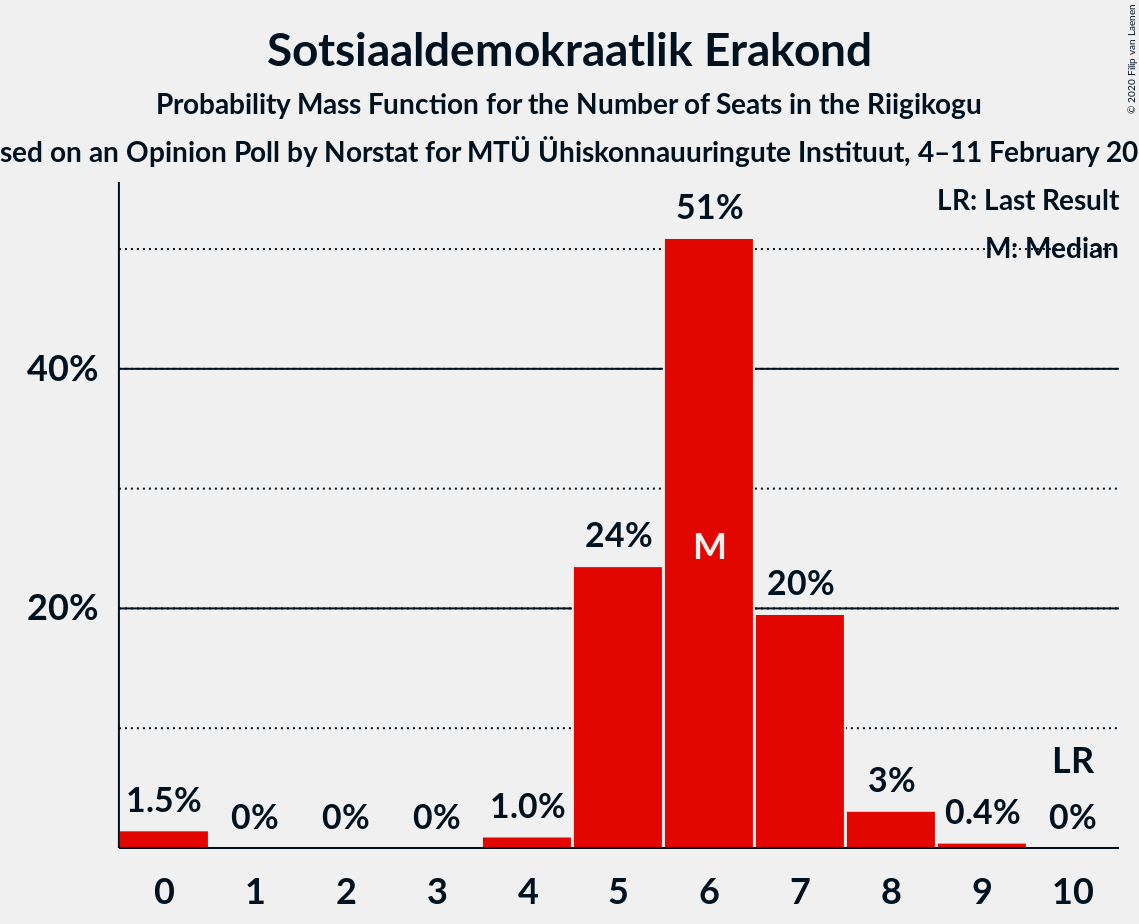 Sotsiaaldemokraatlik Erakond
Probability Mass Function for the Number of Seats in the Riigikogu
sed on an Opinion Poll by Norstat for MTÜ Ühiskonnauuringute Instituut, 4–11 February 20
© 2020 Filip van Laenen
LR: Last Result
M: Median
51%
40%
24%
M
20%
20%
LR
1.5%
0%
0%
0%
1.0%
3%
0.4%
0%
0 1 2 3 4 5 6 7 8 9 10